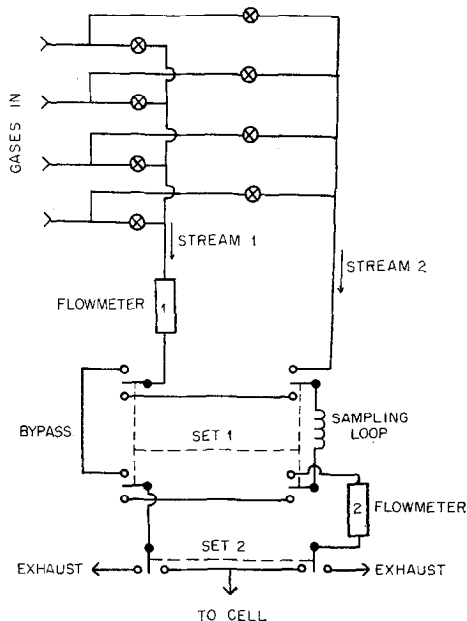 GASES IN
STREAM 1
STREAM 2
FLOWMETER
1
BYPASS
SET 1
SAMPLING
LOOP
2
FLOWMETER
SET 2
EXHAUST
EXHAUST
TO CELL